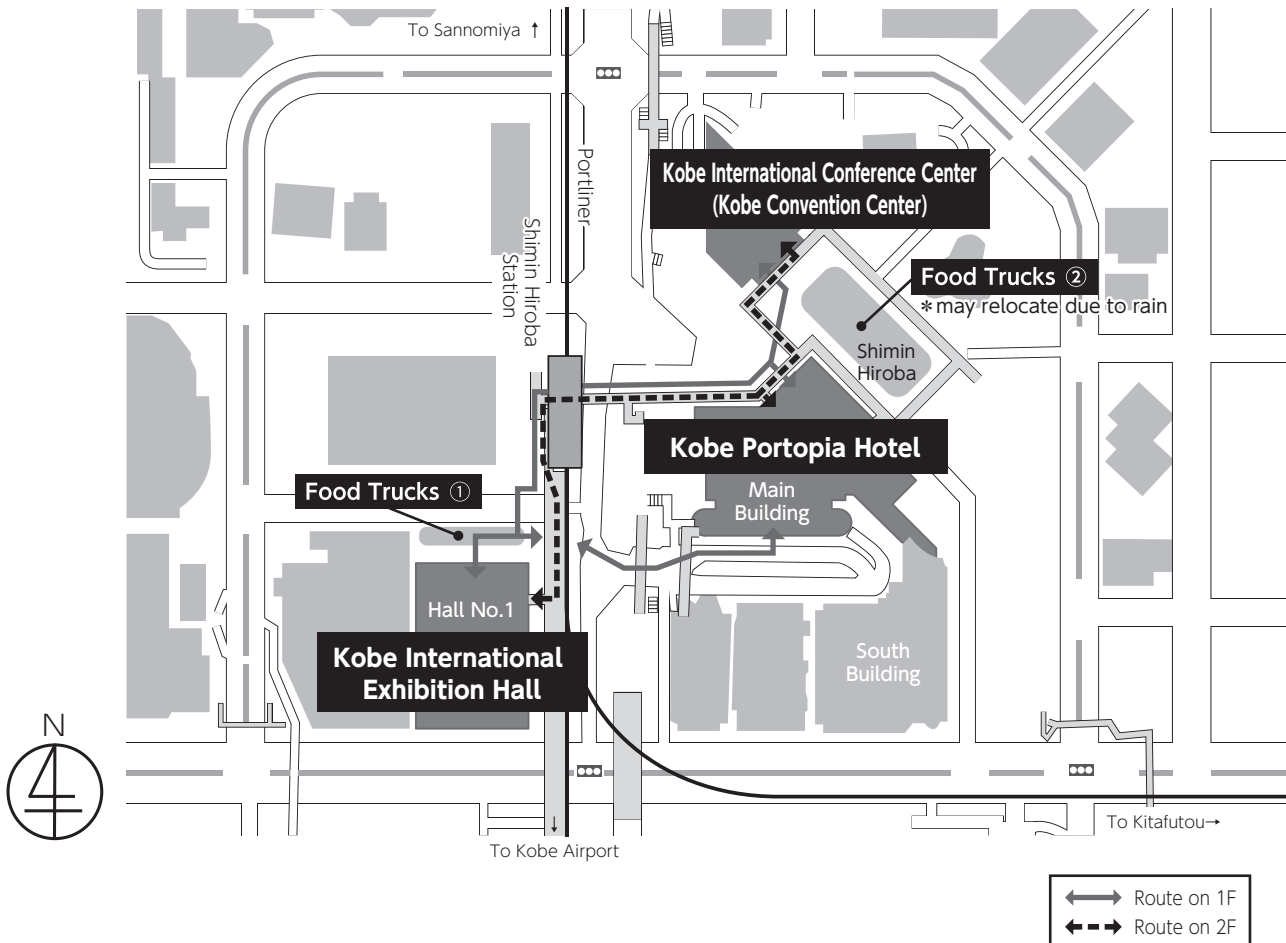 To Sannomiya ↑
Portliner
Shimin Hiroba
Station
Kobe International Conference Center
(Kobe Convention Center)
Food Trucks ②
*may relocate due to rain
Shimin
Hiroba
Kobe Portopia Hotel
Main
Building
Food Trucks ①
Hall No.1
Kobe International
Exhibition Hall
South
Building
N
To Kitafutou→
↓
To Kobe Airport
Route on 1F
Route on 2F